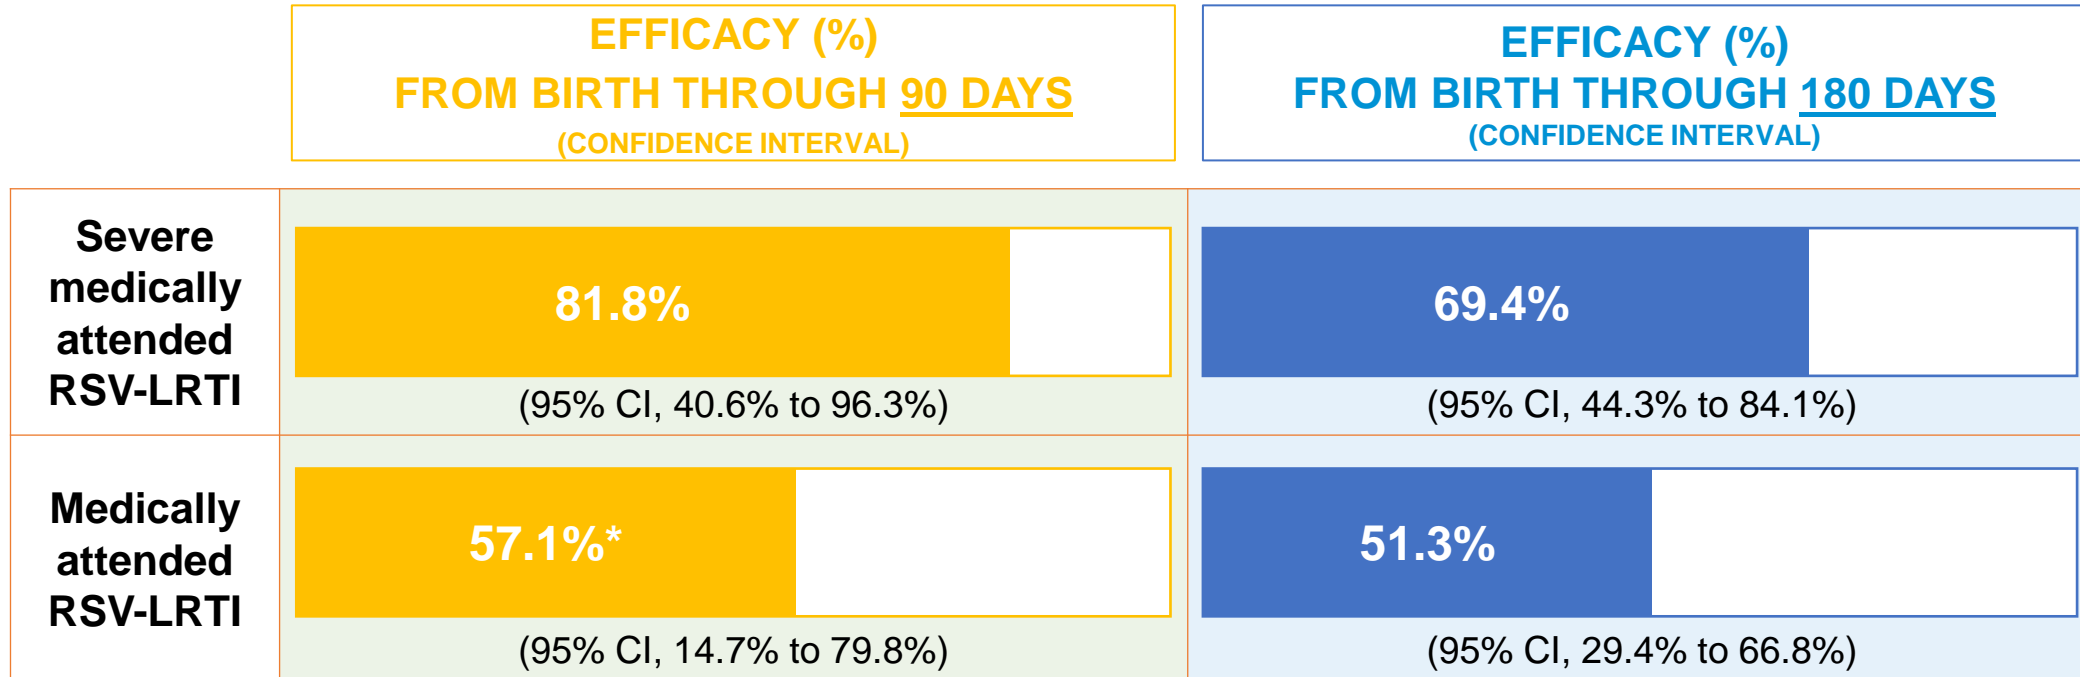 EFFICACY (%)
FROM BIRTH THROUGH 90 DAYS
(CONFIDENCE INTERVAL)
EFFICACY (%)
FROM BIRTH THROUGH 180 DAYS
(CONFIDENCE INTERVAL)
Severe
medically
attended
RSV-LRTI
81.8%
(95% CI, 40.6% to 96.3%)
69.4%
(95% CI, 44.3% to 84.1%)
Medically
attended
RSV-LRTI
57.1%*
(95% CI, 14.7% to 79.8%)
51.3%
(95% CI, 29.4% to 66.8%)